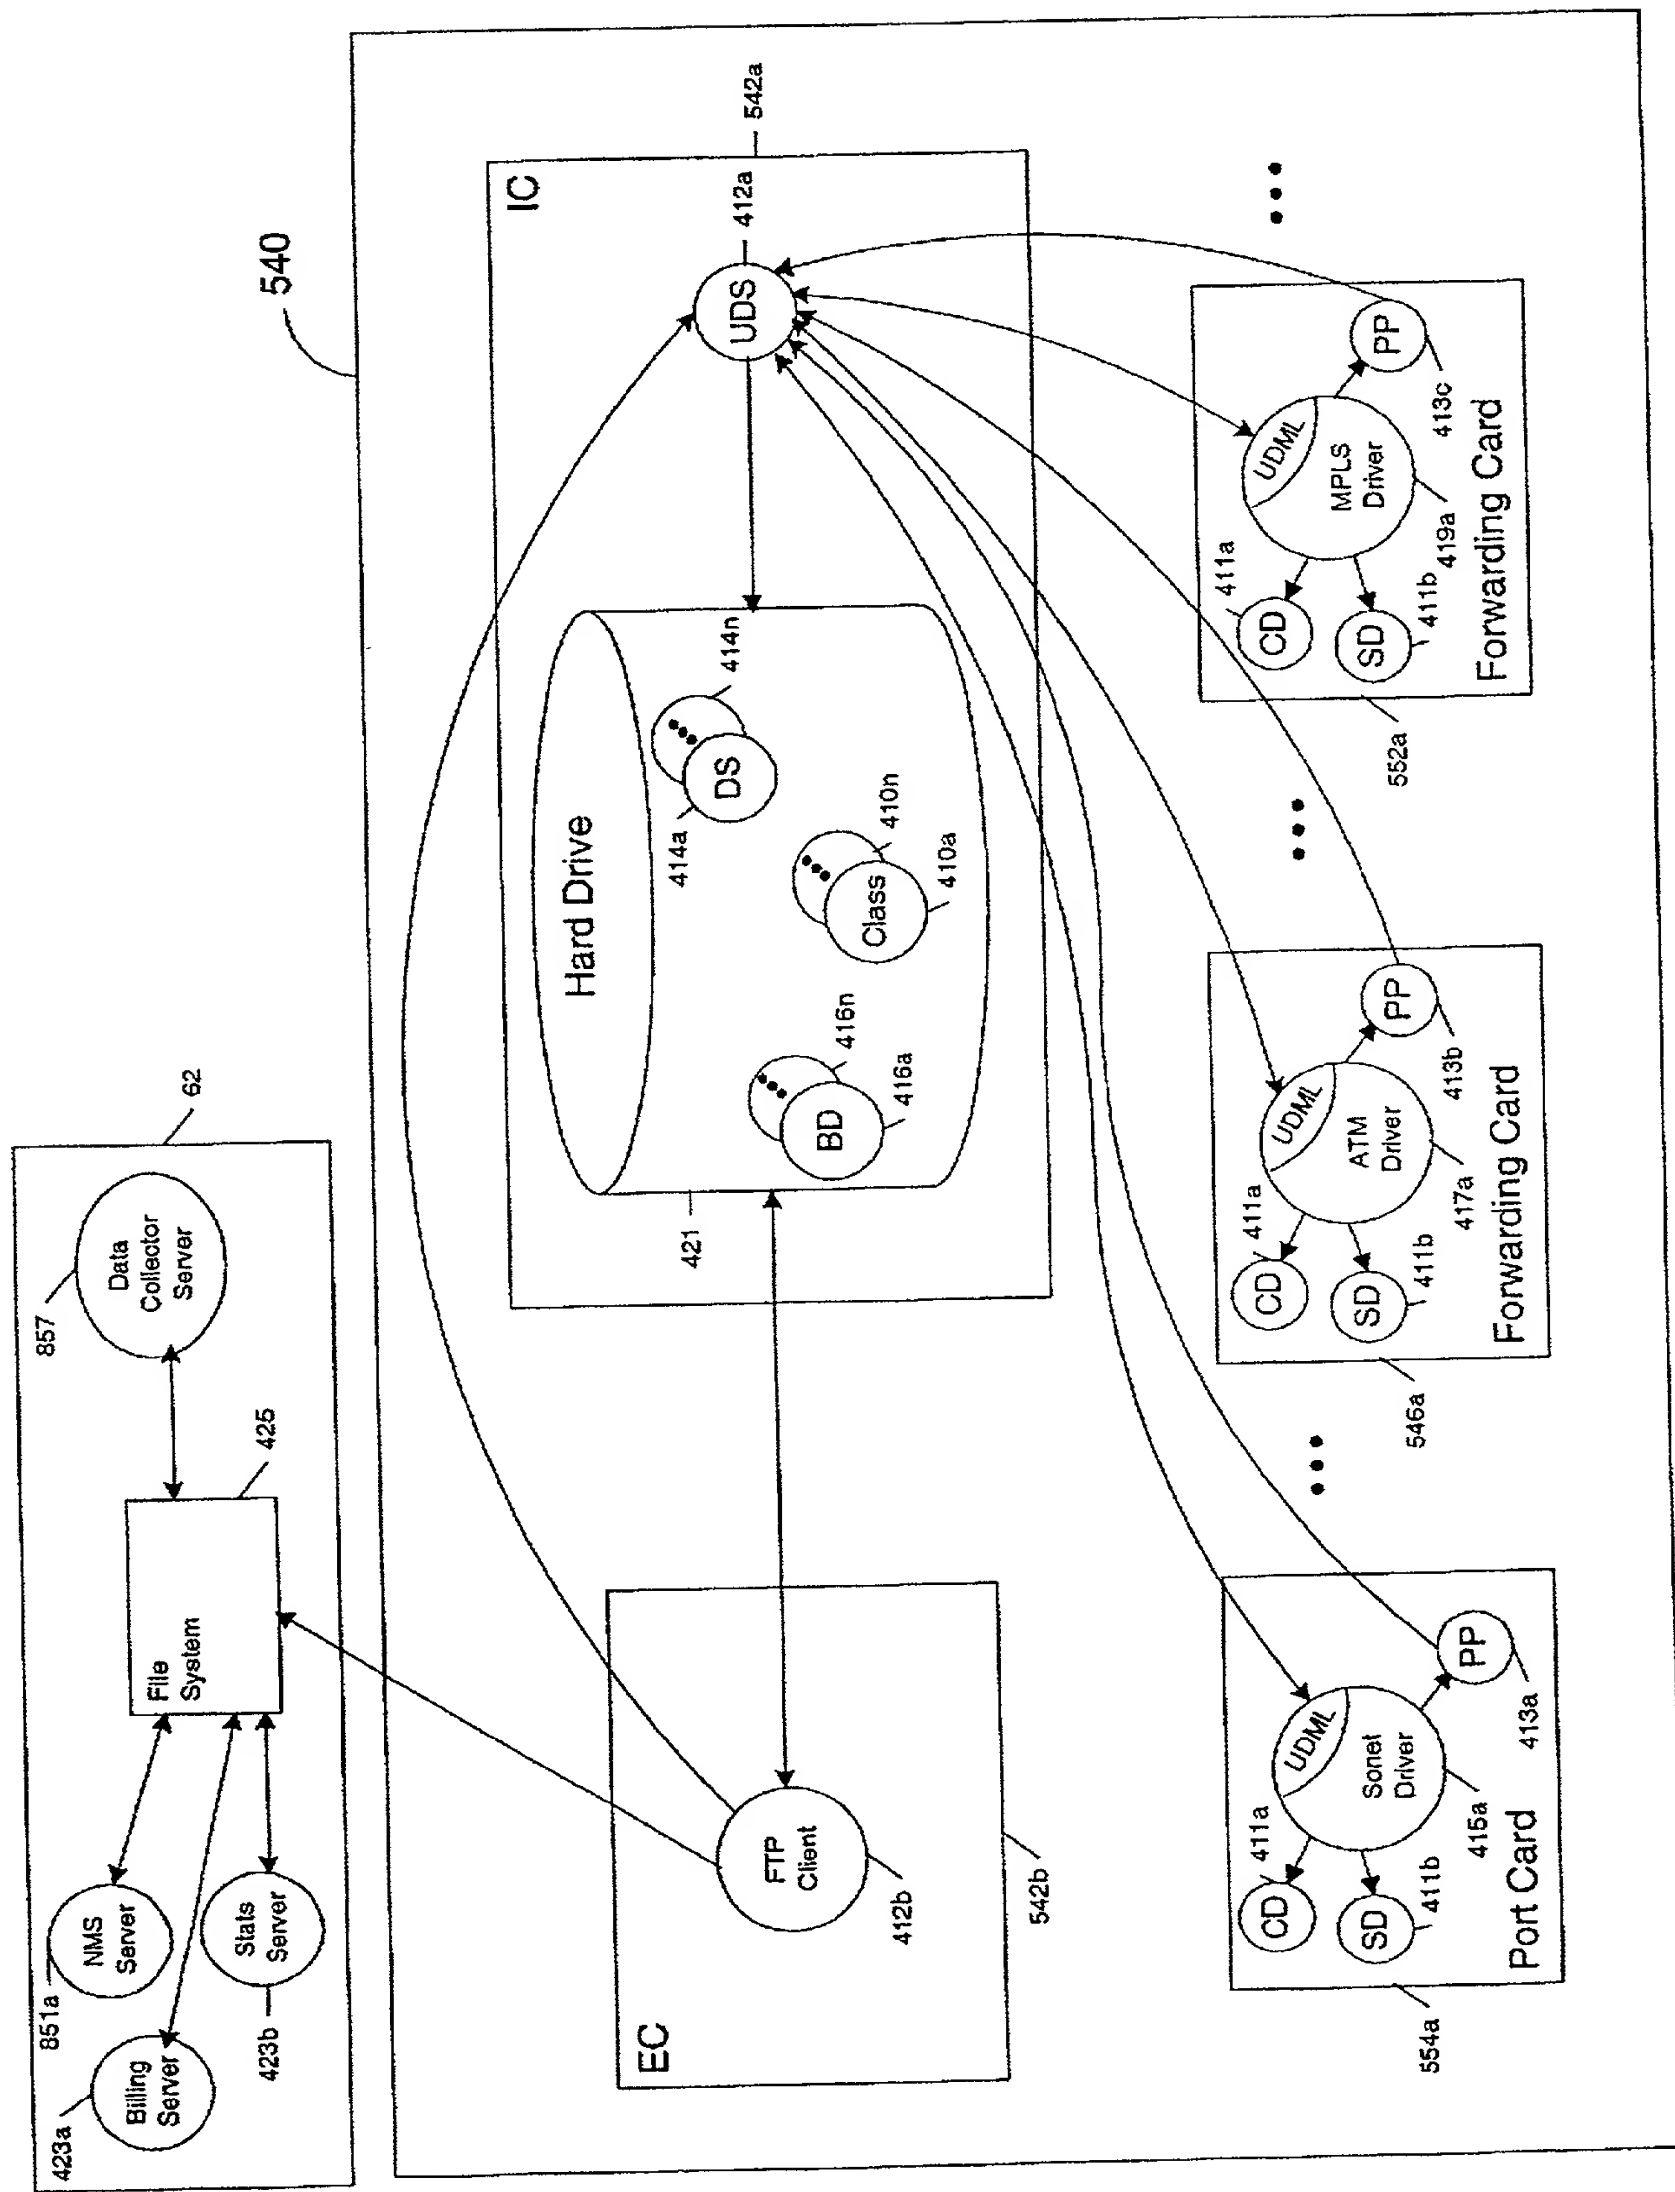 62
857
Data
Collector
Server
425
File
System
851a
NMS
Server
423a
Billing
Server
Stats
Server
423b
540
EC
FTP
Client
412b
542b
IC
542a
Hard Drive
421
BD
416n
416a
DS
414a
414n
Class
410n
410a
UDS
412a
554a
CD
411a
SD
411b
UDML
Sonet
Driver
415a
PP
413a
Port Card
546a
CD
411a
SD
411b
UDML
ATM
Driver
417a
PP
413b
Forwarding Card
552a
CD
411a
SD
411b
UDML
MPLS
Driver
419a
PP
413c
Forwarding Card